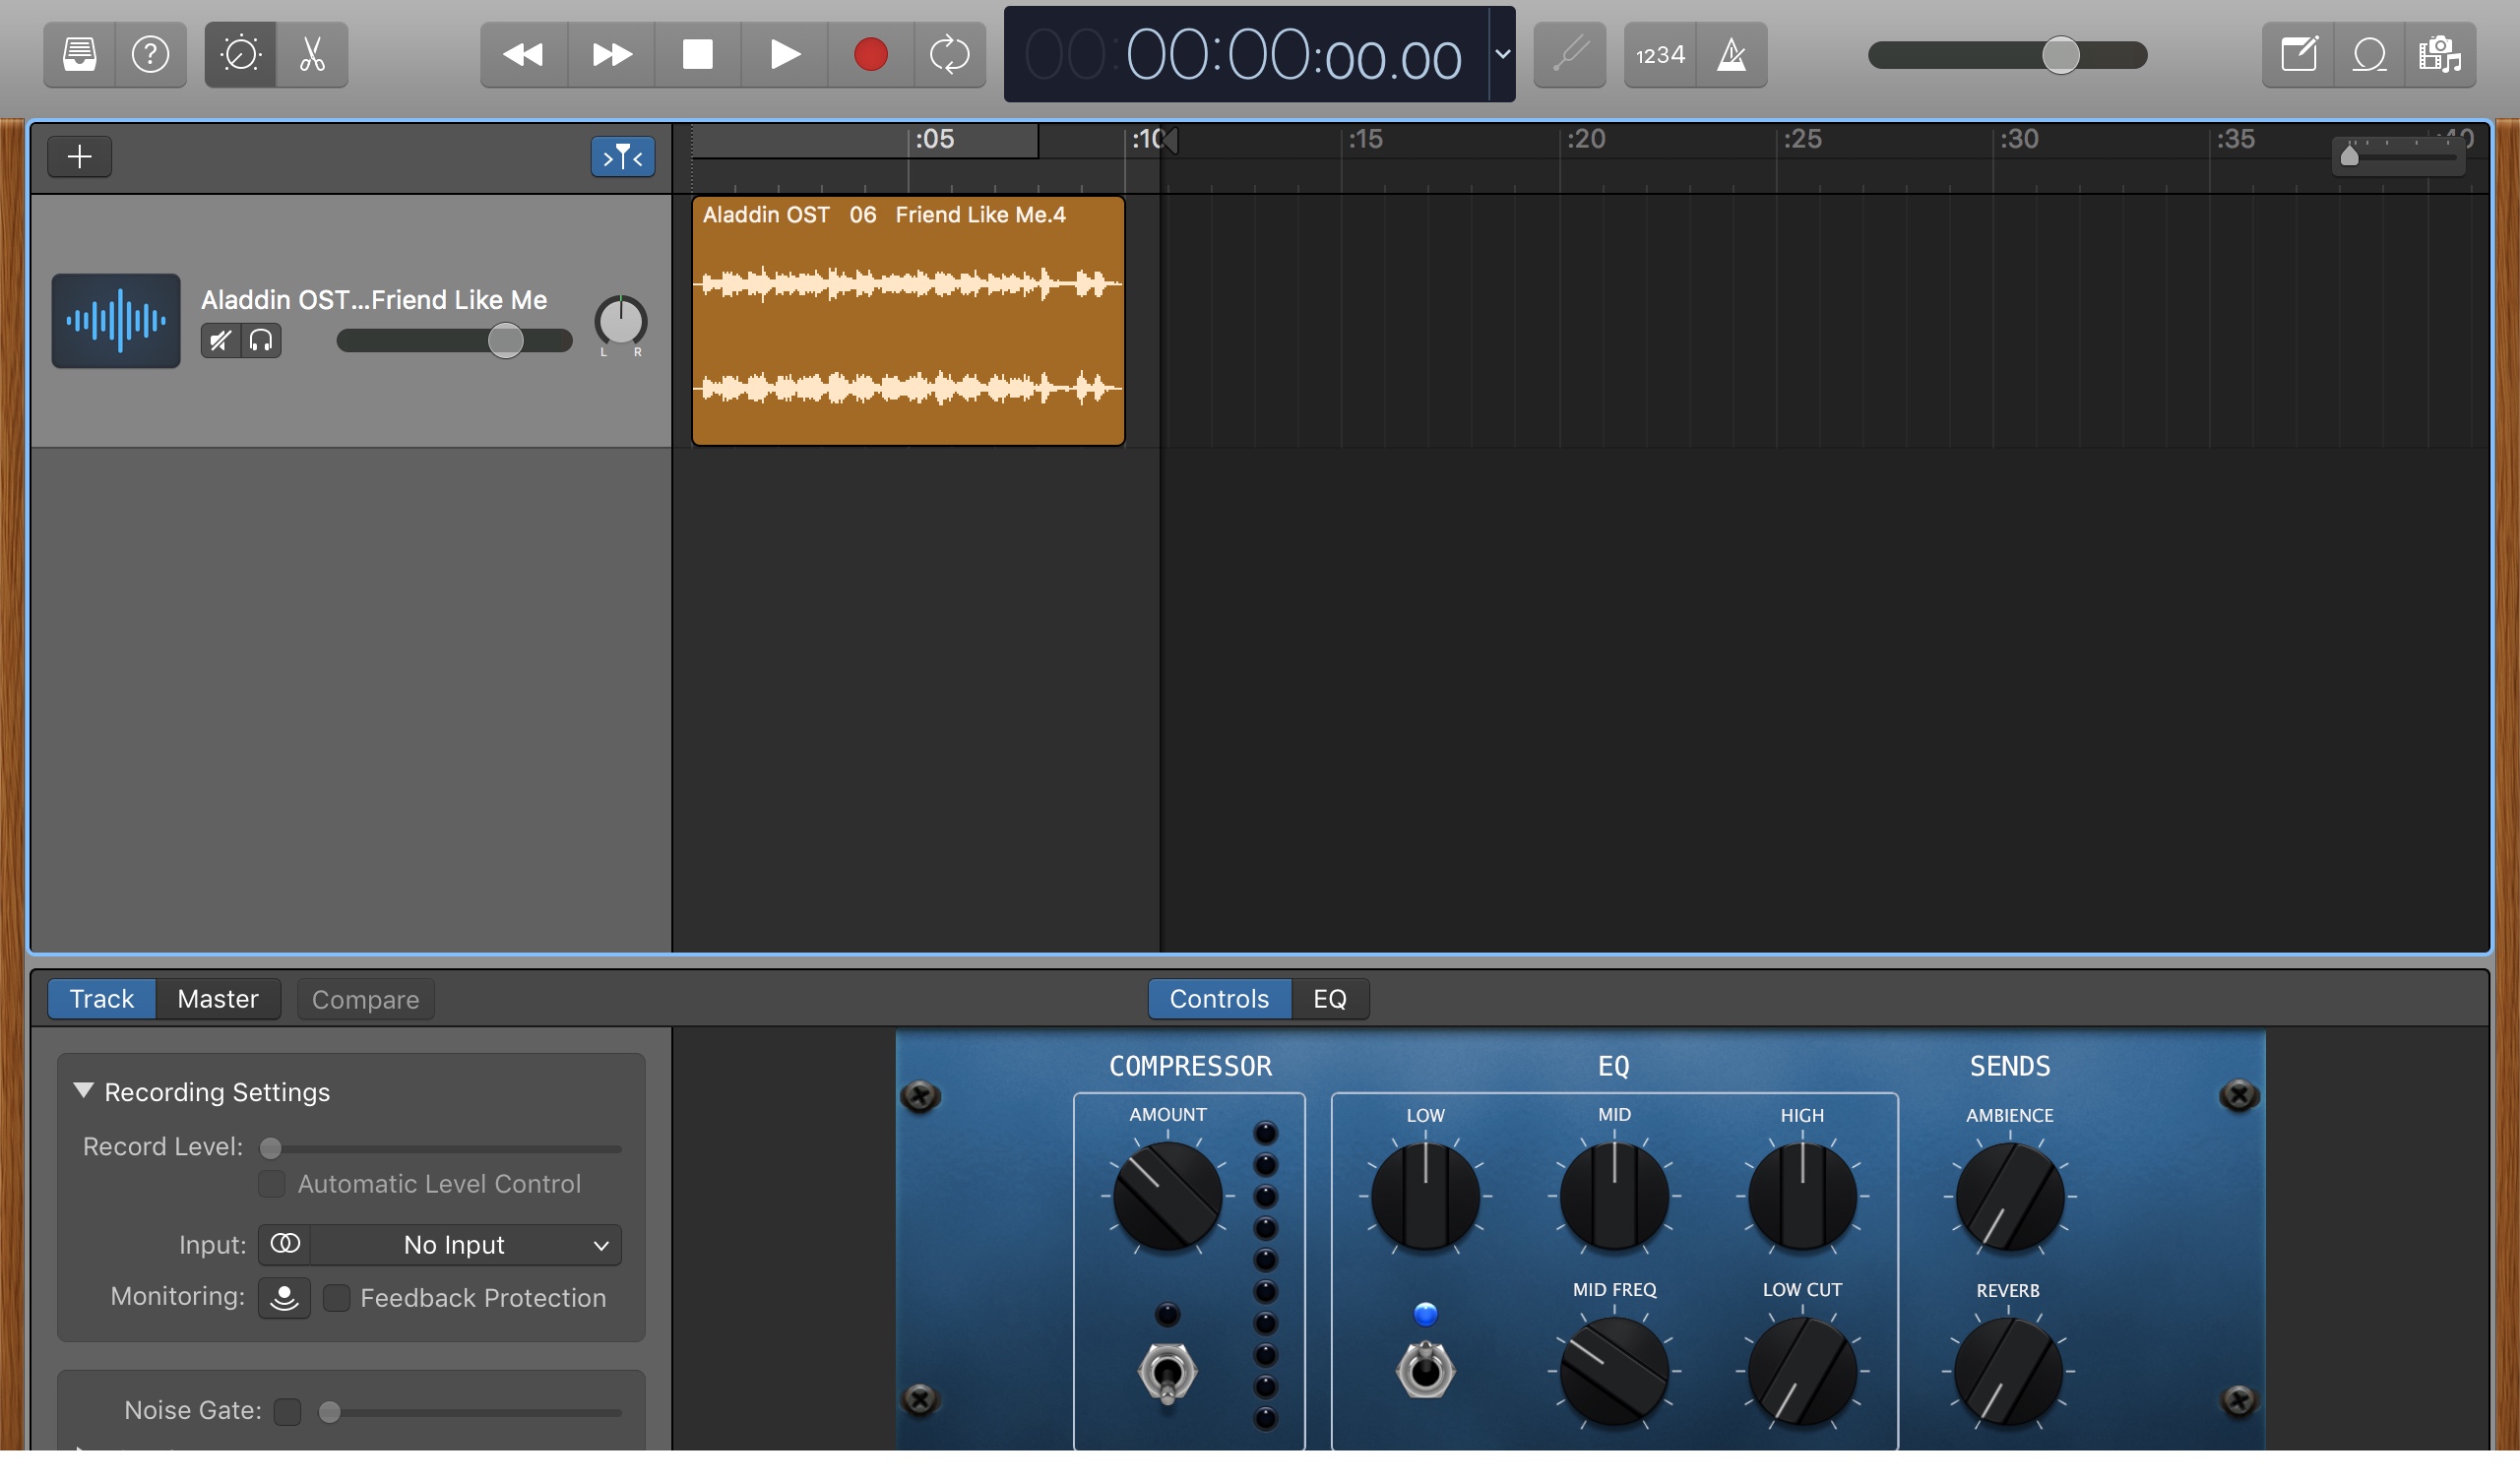 00:00:00:00.00
1234
:05 :10 :15 :20 :25 :30 :35 :40
Aladdin OST 06 Friend Like Me.4
Aladdin OST...Friend Like Me
L R
Track Master Compare Controls EQ
COMPRESSOR EQ SENDS
Recording Settings
AMOUNT LOW MID HIGH AMBIENCE
Record Level:
Automatic Level Control
Input: No Input
MID FREQ LOW CUT REVERB
Monitoring: Feedback Protection
Noise Gate: